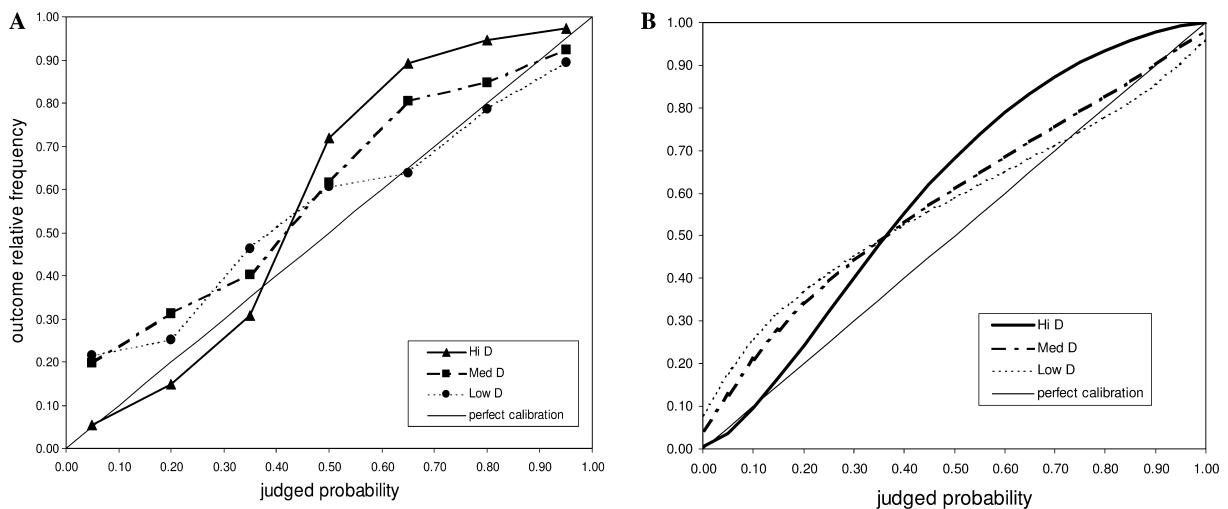 A
1.00
0.90
0.80
0.70
0.60
0.50
0.40
0.30
0.20
0.10
0.00
outcome relative frequency
Hi D
Med D
Low D
perfect calibration
0.00 0.10 0.20 0.30 0.40 0.50 0.60 0.70 0.80 0.90 1.00
judged probability
B
1.00
0.90
0.80
0.70
0.60
0.50
0.40
0.30
0.20
0.10
0.00
Hi D
Med D
Low D
perfect calibration
0.00 0.10 0.20 0.30 0.40 0.50 0.60 0.70 0.80 0.90 1.00
judged probability